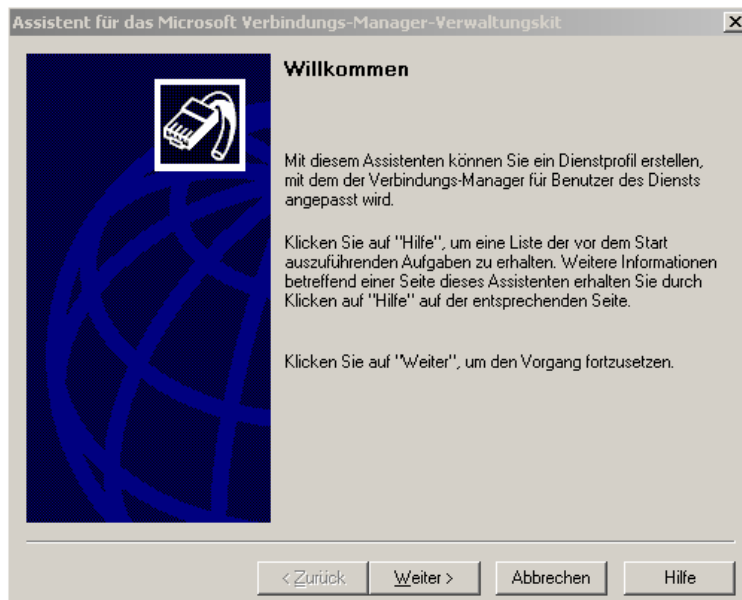 Assistent für das Microsoft Verbindungs-Manager-Verwaltungskit
Willkommen
Mit diesem Assistenten können Sie ein Dienstprofil erstellen,
mit dem der Verbindungs-Manager für Benutzer des Diensts
angepasst wird.
Klicken Sie auf "Hilfe", um eine Liste der vor dem Start
auszuführenden Aufgaben zu erhalten. Weitere Informationen
betreffend einer Seite dieses Assistenten erhalten Sie durch
Klicken auf "Hilfe" auf der entsprechenden Seite.
Klicken Sie auf "Weiter", um den Vorgang fortzusetzen.
< Zurück Weiter > Abbrechen Hilfe